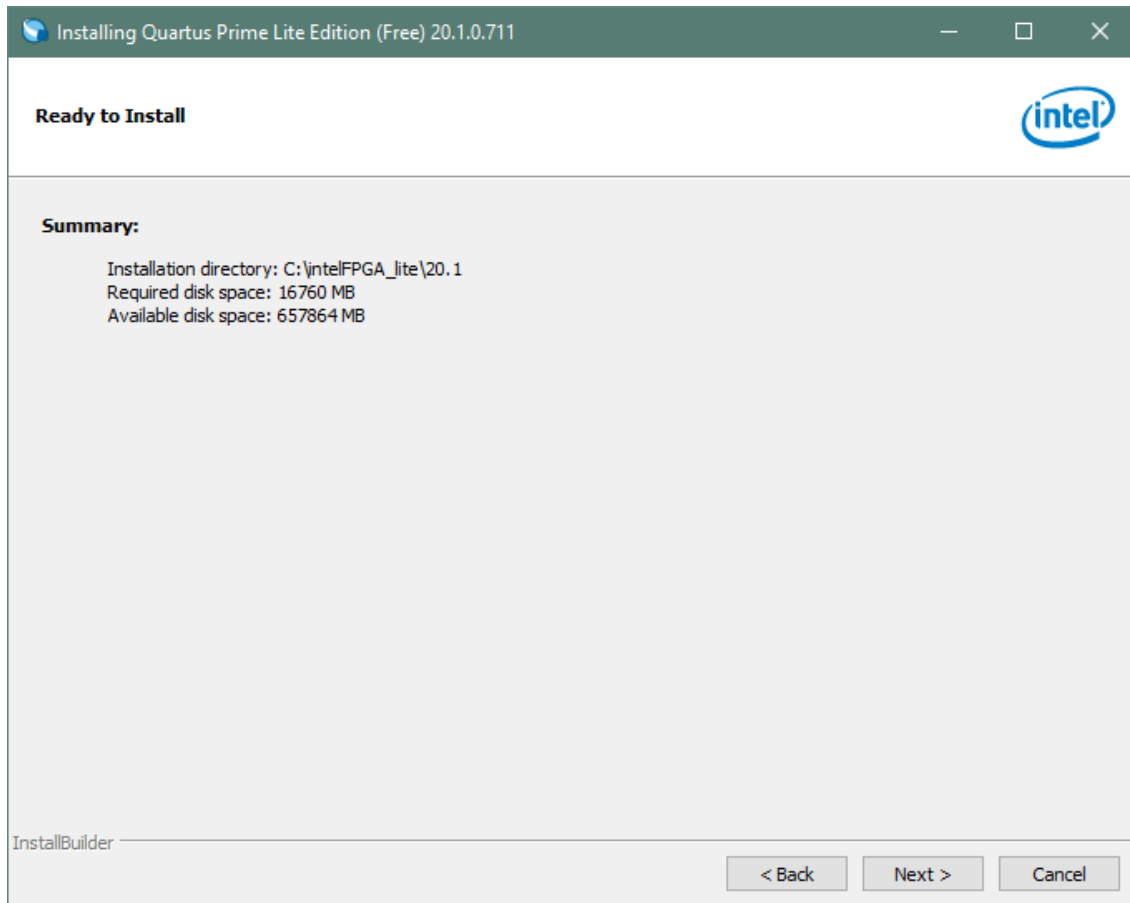 Installing Quartus Prime Lite Edition (Free) 20.1.0.711
Ready to Install
intel
Summary:
Installation directory: C:\intelFPGA_lite\20.1
Required disk space: 16760 MB
Available disk space: 657864 MB
InstallBuilder
< Back
Next >
Cancel